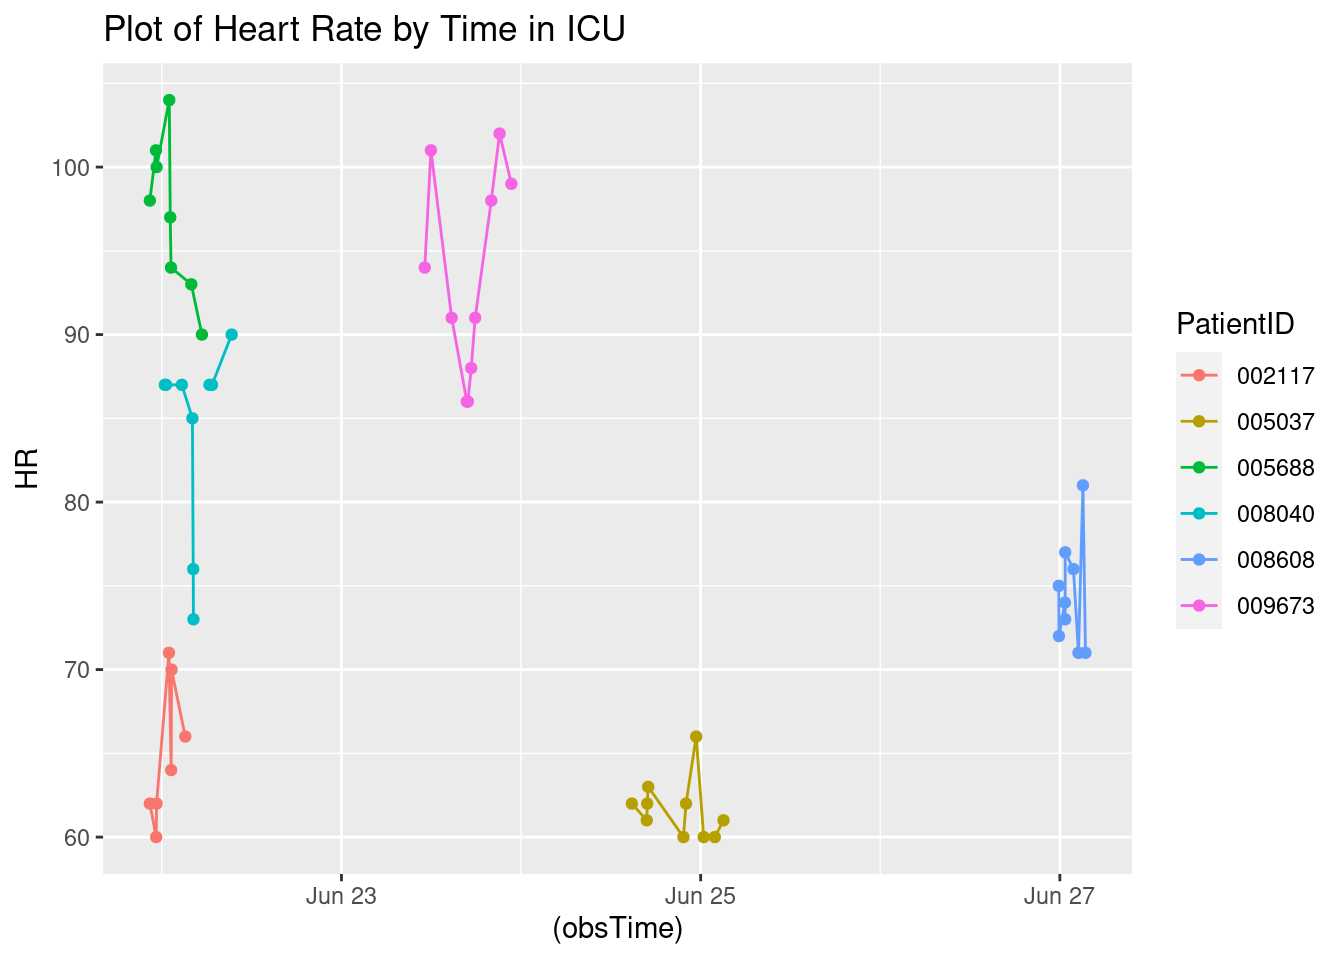 Plot of Heart Rate by Time in ICU
HR
100
90
80
70
60
Jun 23 Jun 25 Jun 27
(obsTime)
PatientID
002117
005037
005688
008040
008608
009673